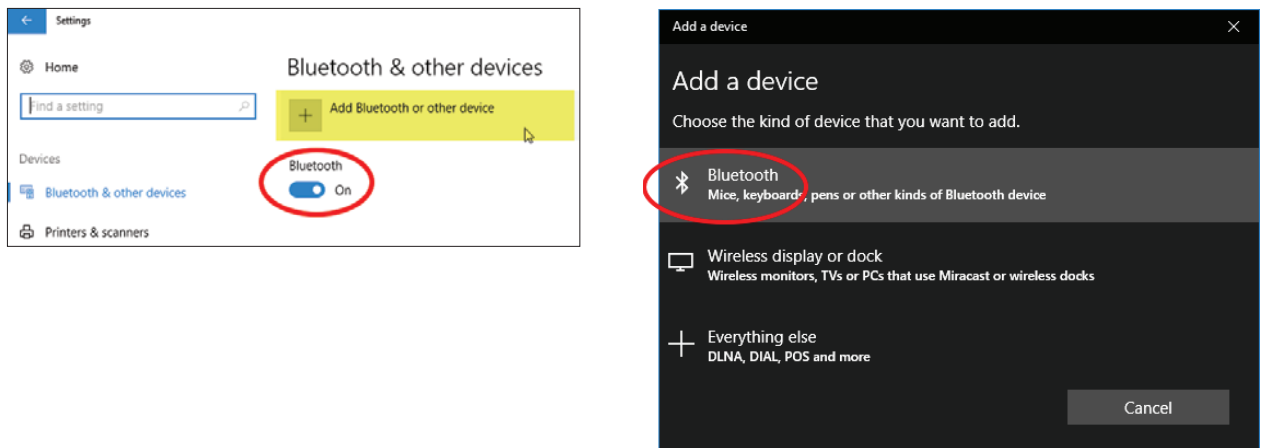 Settings
Home
Find a setting
Devices
Bluetooth & other devices
Printers & scanners
Bluetooth & other devices
Add Bluetooth or other device
Bluetooth
On
Add a device
Add a device
Choose the kind of device that you want to add.
Bluetooth
Mice, keyboards, pens or other kinds of Bluetooth device
Wireless display or dock
Wireless monitors, TVs or PCs that use Miracast or wireless docks
Everything else
DLNA, DIAL, POS and more
Cancel